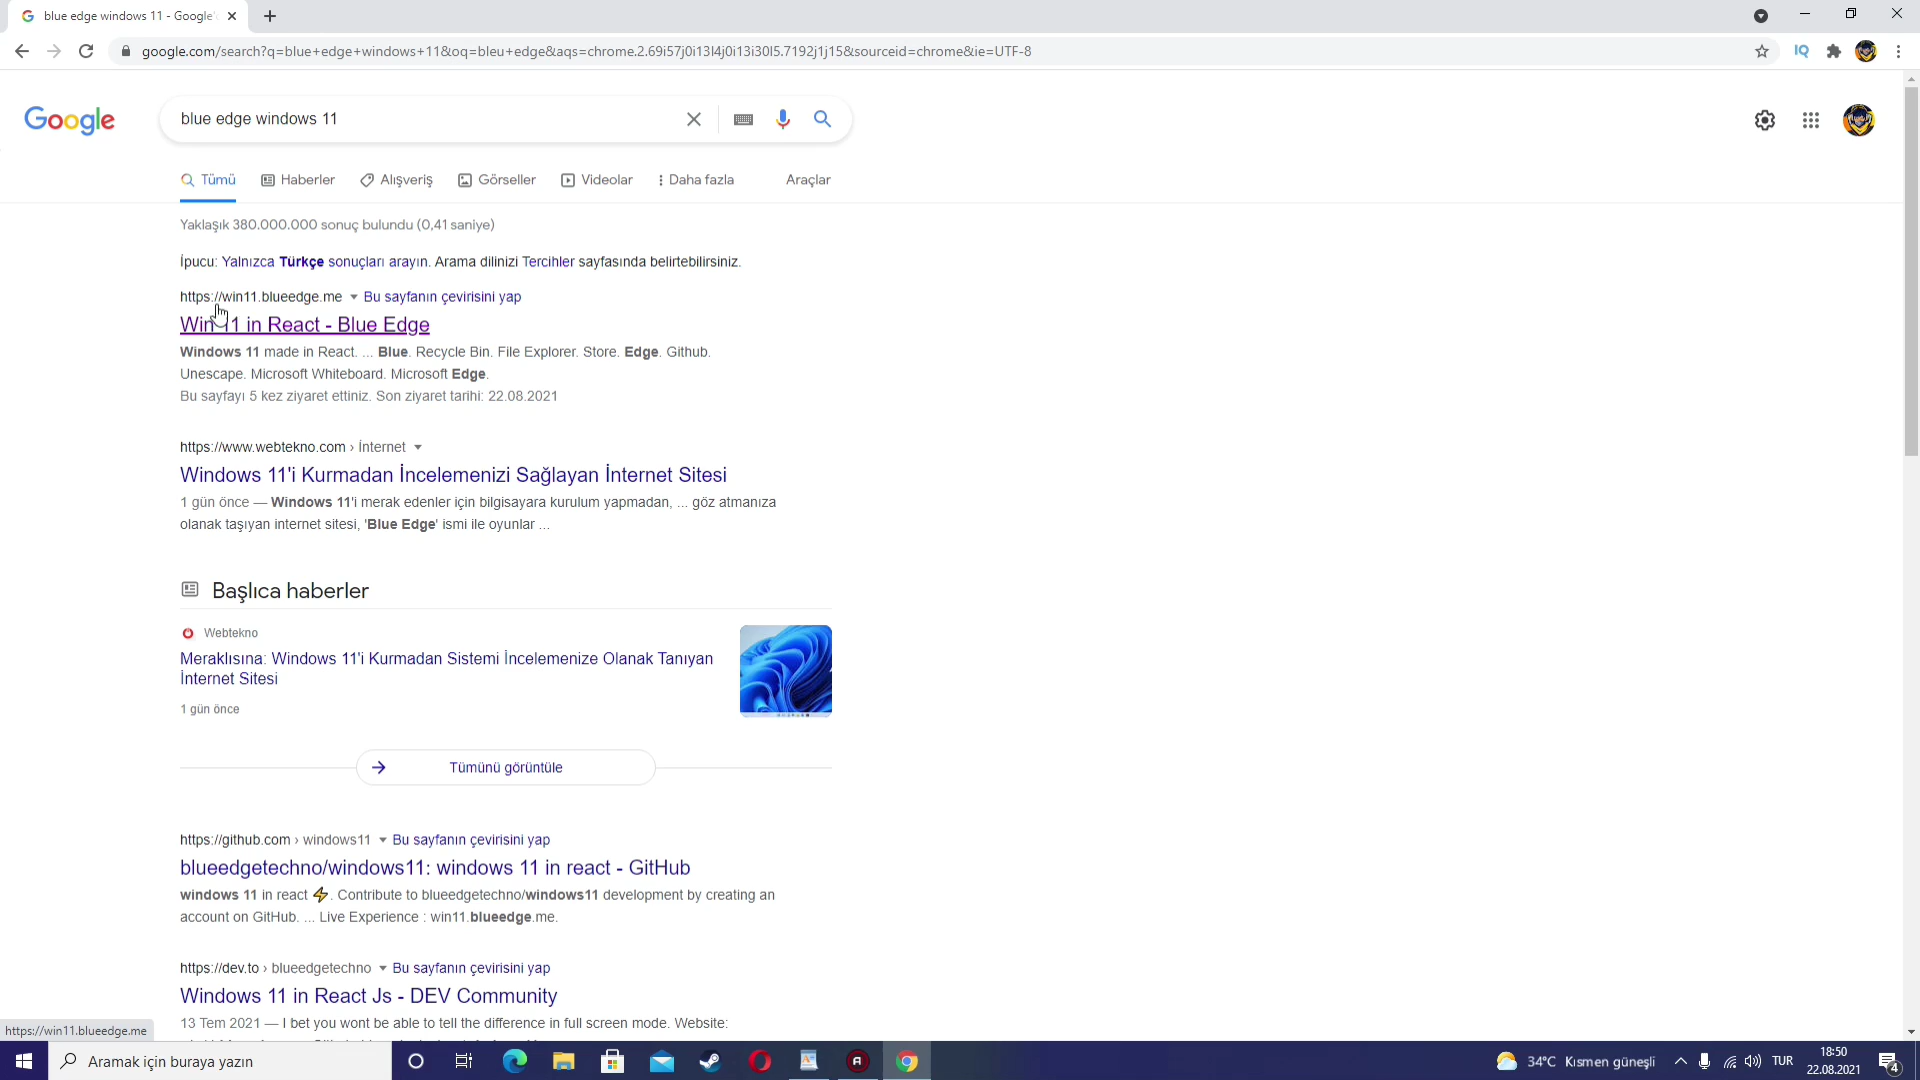 blue edge windows 11 - Google'
google.com/search?q=blue+edge+windows+11&oq=bleu+edge&aqs=chrome.2.69i57j0i13l4j0i13i30l5.7192j1j15&sourceid=chrome&ie=UTF-8
IQ
Google
blue edge windows 11
Tümü
Haberler
Alışveriş
Görseller
Videolar
Daha fazla
Araçlar
Yaklaşık 380.000.000 sonuç bulundu (0,41 saniye)
İpucu: Yalnızca Türkçe sonuçları arayın. Arama dilinizi Tercihler sayfasında belirtebilirsiniz.
https://win11.blueedge.me Bu sayfanın çevirisini yap
Win 11 in React - Blue Edge
Windows 11 made in React. ... Blue. Recycle Bin. File Explorer. Store. Edge. Github.
Unescape. Microsoft Whiteboard. Microsoft Edge.
Bu sayfayı 5 kez ziyaret ettiniz. Son ziyaret tarihi: 22.08.2021
https://www.webtekno.com › İnternet
Windows 11'i Kurmadan İncelemenizi Sağlayan İnternet Sitesi
1 gün önce — Windows 11'i merak edenler için bilgisayara kurulum yapmadan, ... göz atmanıza
olanak taşıyan internet sitesi, 'Blue Edge' ismi ile oyunlar ...
Başlıca haberler
Webtekno
Meraklısına: Windows 11'i Kurmadan Sistemi İncelemenize Olanak Tanıyan
İnternet Sitesi
1 gün önce
Tümünü görüntüle
https://github.com › windows11 Bu sayfanın çevirisini yap
blueedgetechno/windows11: windows 11 in react - GitHub
windows 11 in react ⚡. Contribute to blueedgetechno/windows11 development by creating an
account on GitHub. ... Live Experience : win11.blueedge.me.
https://dev.to › blueedgetechno Bu sayfanın çevirisini yap
Windows 11 in React Js - DEV Community
13 Tem 2021 — I bet you wont be able to tell the difference in full screen mode. Website:
https://win11.blueedge.me
Aramak için buraya yazın
34°C Kısmen güneşli
TUR
18:50
22.08.2021
4